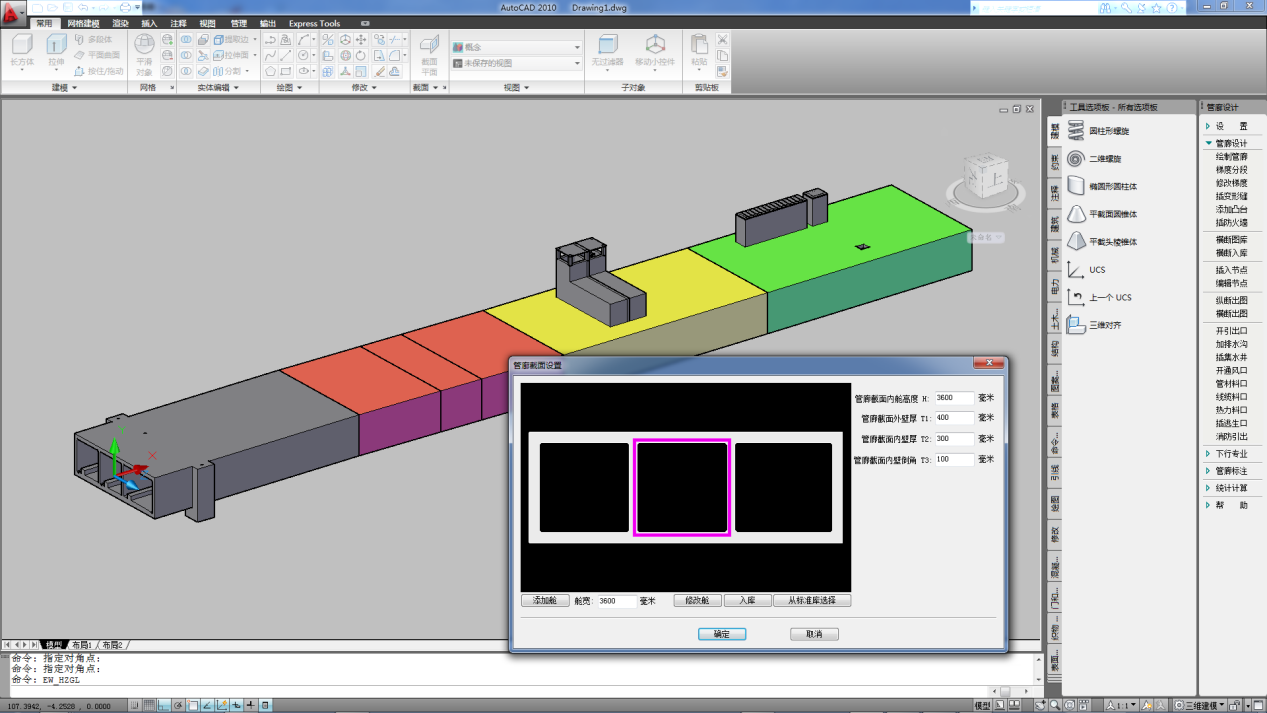 AutoCAD 2010 Drawing1.dwg
常用 网格建模 渲染 插入 注释 视图 管理 输出 Express Tools
长方体
拉伸
多段体
平曲面
按住/拖动
平滑
对象
提取边
拉伸面
分割
截面
平面
概念
未保存的视图
无过滤器
移动小控件
粘贴
建模
网格
实体编辑
绘图
修改
截面
视图
子对象
剪贴板
工具选项板 - 所有选项板
圆柱形螺旋
二维螺旋
椭圆形圆柱体
平截面圆锥体
平截头棱锥体
UCS
上一个 UCS
三维对齐
管廊设计
设 置
管廊设计
绘制管廊
梯度分段
修改梯度
插变形缝
添加凸台
插防火墙
横断图库
横断入库
插入节点
编辑节点
纵断出图
横断出图
开引出口
加排水沟
插集水井
开通风口
管材料口
线缆料口
热力料口
插逃生口
消防引出
下行专业
管廊标注
统计计算
帮 助
上
未命名
管廊截面设置
管廊截面内舱高度 H: 3600 毫米
管廊截面外壁厚 T1: 400 毫米
管廊截面内壁厚 T2: 300 毫米
管廊截面内壁倒角 T3: 100 毫米
添加舱 舱宽: 3600 毫米 修改舱 入库 从标准库选择
确定 取消
模型 布局1 布局2
命令: 指定对角点:
命令: 指定对角点:
命令: EW_HZGL
107.3942, -4.2528 , 0.0000
模型
1:1
三维建模